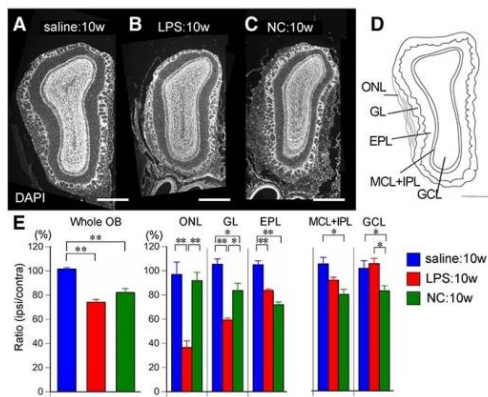 A saline:10w
B LPS:10w
C NC:10w
D
DAPI
ONL
GL
EPL
MCL+IPL
GCL
E
(%) Whole OB
(%) ONL GL EPL
MCL+IPL GCL
** **
** ** * ** * ** **
* * *
Ratio (ipsi/contra)
120
100
80
60
40
20
0
120
100
80
60
40
20
0
saline:10w
LPS:10w
NC:10w